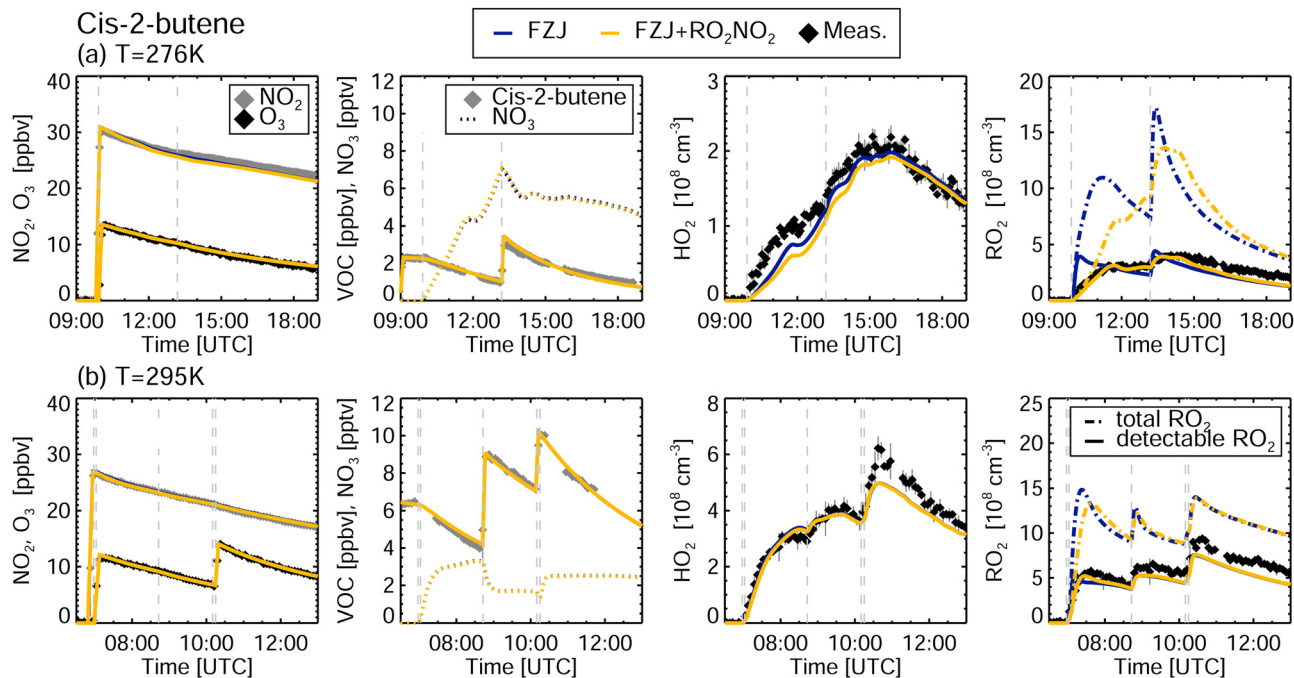 Cis-2-butene
FZJ FZJ+RO₂NO₂ Meas.
(a) T=276K
NO₂, O₃ [ppbv]
40
30
20
10
0
NO₂
O₃
09:00 12:00 15:00 18:00
Time [UTC]
VOC [ppbv], NO₃ [pptv]
12
10
8
6
4
2
0
Cis-2-butene
NO₃
09:00 12:00 15:00 18:00
Time [UTC]
HO₂ [10⁸ cm⁻³]
3
2
1
0
09:00 12:00 15:00 18:00
Time [UTC]
RO₂ [10⁸ cm⁻³]
20
15
10
5
0
09:00 12:00 15:00 18:00
Time [UTC]
(b) T=295K
NO₂, O₃ [ppbv]
40
30
20
10
0
08:00 10:00 12:00
Time [UTC]
VOC [ppbv], NO₃ [pptv]
12
10
8
6
4
2
0
08:00 10:00 12:00
Time [UTC]
HO₂ [10⁸ cm⁻³]
8
6
4
2
0
08:00 10:00 12:00
Time [UTC]
RO₂ [10⁸ cm⁻³]
25
20
15
10
5
0
total RO₂
detectable RO₂
08:00 10:00 12:00
Time [UTC]